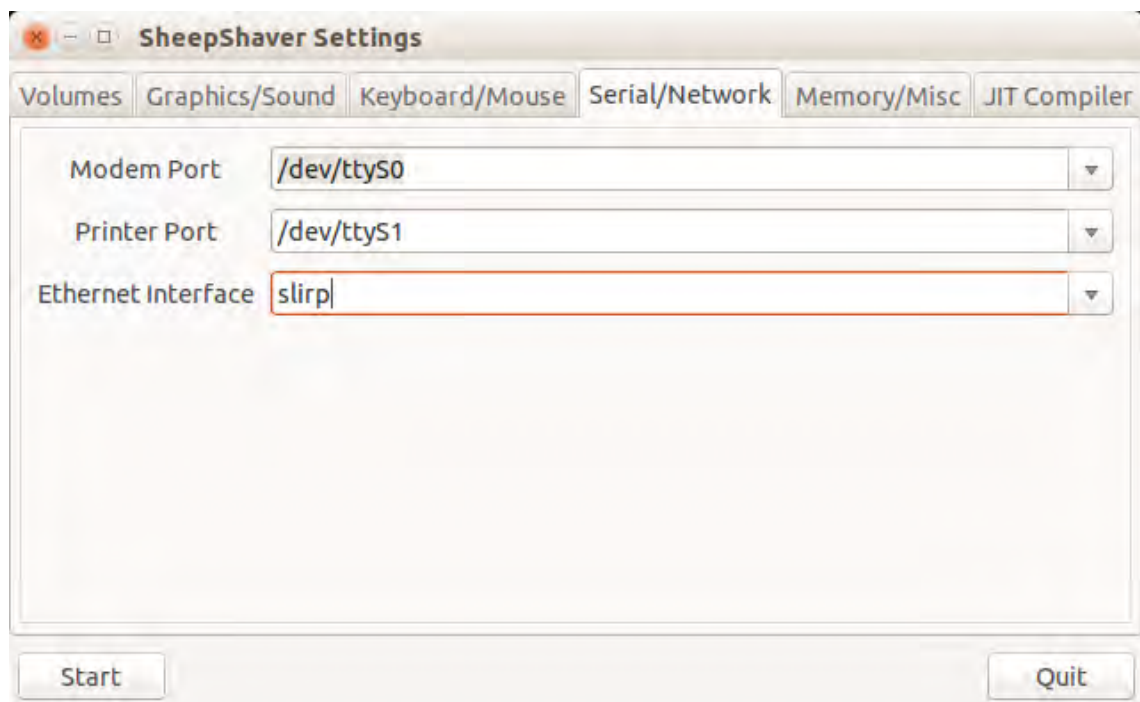 SheepShaver Settings
Volumes Graphics/Sound Keyboard/Mouse Serial/Network Memory/Misc JIT Compiler
Modem Port /dev/ttyS0
Printer Port /dev/ttyS1
Ethernet Interface slirp
Start Quit